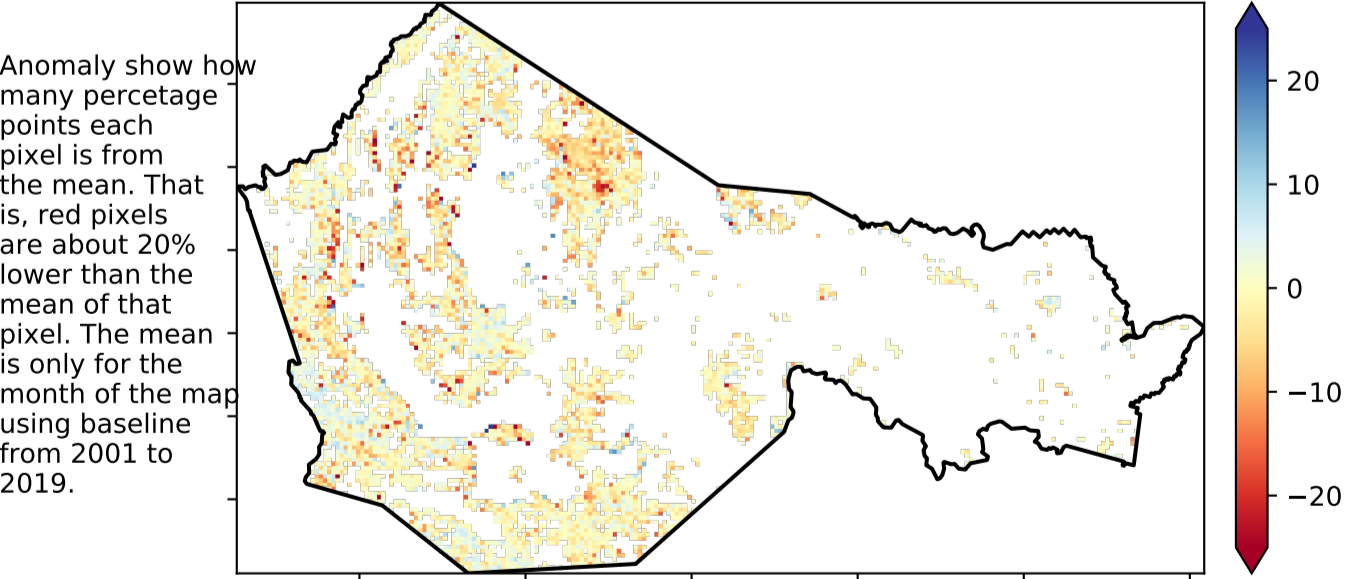 Anomaly show how
many percetage
points each
pixel is from
the mean. That
is, red pixels
are about 20%
lower than the
mean of that
pixel. The mean
is only for the
month of the map
using baseline
from 2001 to
2019.
20
10
0
−10
−20